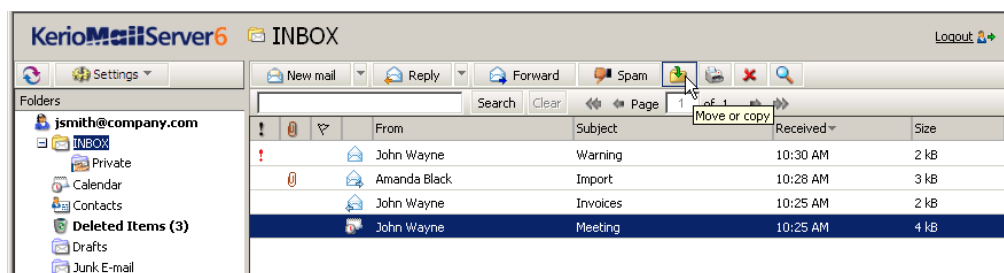 KerioMailServer6 INBOX Logout
Settings New mail Reply Forward Spam
Folders Search Clear Page 1 of 1
Move or copy
jsmith@company.com ! From Subject Received Size
INBOX
Private ! John Wayne Warning 10:30 AM 2 kB
Calendar Amanda Black Import 10:28 AM 3 kB
Contacts John Wayne Invoices 10:25 AM 2 kB
Deleted Items (3) John Wayne Meeting 10:25 AM 4 kB
Drafts
Junk E-mail